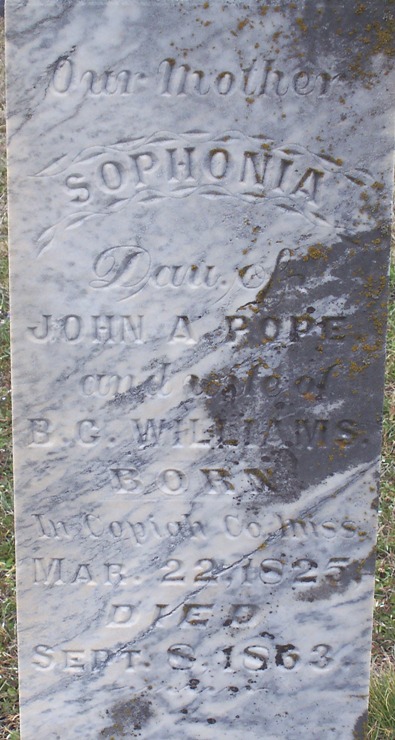 Our Mother
SOPHONIA
Dau. of
JOHN A. POPE
and wife of
B.G. WILLIAMS.
BORN
In Copiah Co. Miss.
MAR. 22, 1825
DIED
SEPT. 8, 1863.